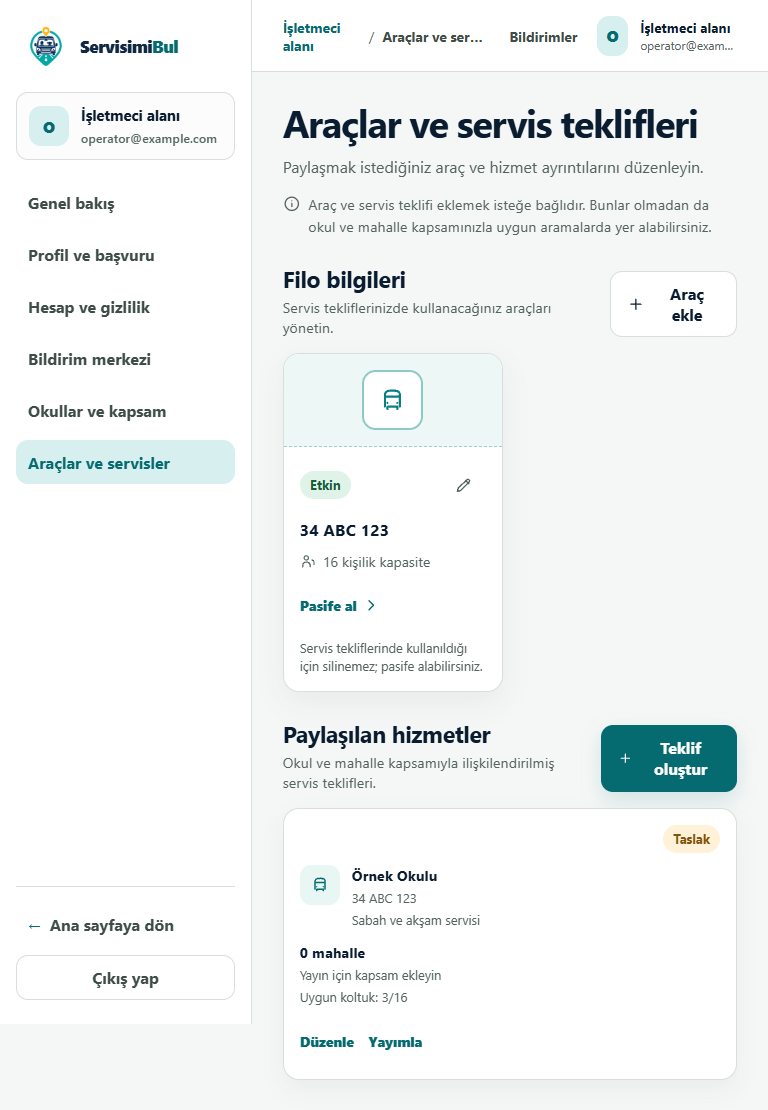 ServisimiBul
O
İşletmeci alanı
operator@example.com
Genel bakış
Profil ve başvuru
Hesap ve gizlilik
Bildirim merkezi
Okullar ve kapsam
Araçlar ve servisler
← Ana sayfaya dön
Çıkış yap
İşletmeci
alanı
/ Araçlar ve ser...
Bildirimler
O
İşletmeci alanı
operator@exam...
Araçlar ve servis teklifleri
Paylaşmak istediğiniz araç ve hizmet ayrıntılarını düzenleyin.
Araç ve servis teklifi eklemek isteğe bağlıdır. Bunlar olmadan da
okul ve mahalle kapsamınızla uygun aramalarda yer alabilirsiniz.
Filo bilgileri
Servis tekliflerinizde kullanacağınız araçları
yönetin.
+ Araç
ekle
Etkin
34 ABC 123
16 kişilik kapasite
Pasife al
Servis tekliflerinde kullanıldığı
için silinemez; pasife alabilirsiniz.
Paylaşılan hizmetler
Okul ve mahalle kapsamıyla ilişkilendirilmiş
servis teklifleri.
+ Teklif
oluştur
Taslak
Örnek Okulu
34 ABC 123
Sabah ve akşam servisi
0 mahalle
Yayın için kapsam ekleyin
Uygun koltuk: 3/16
Düzenle Yayımla